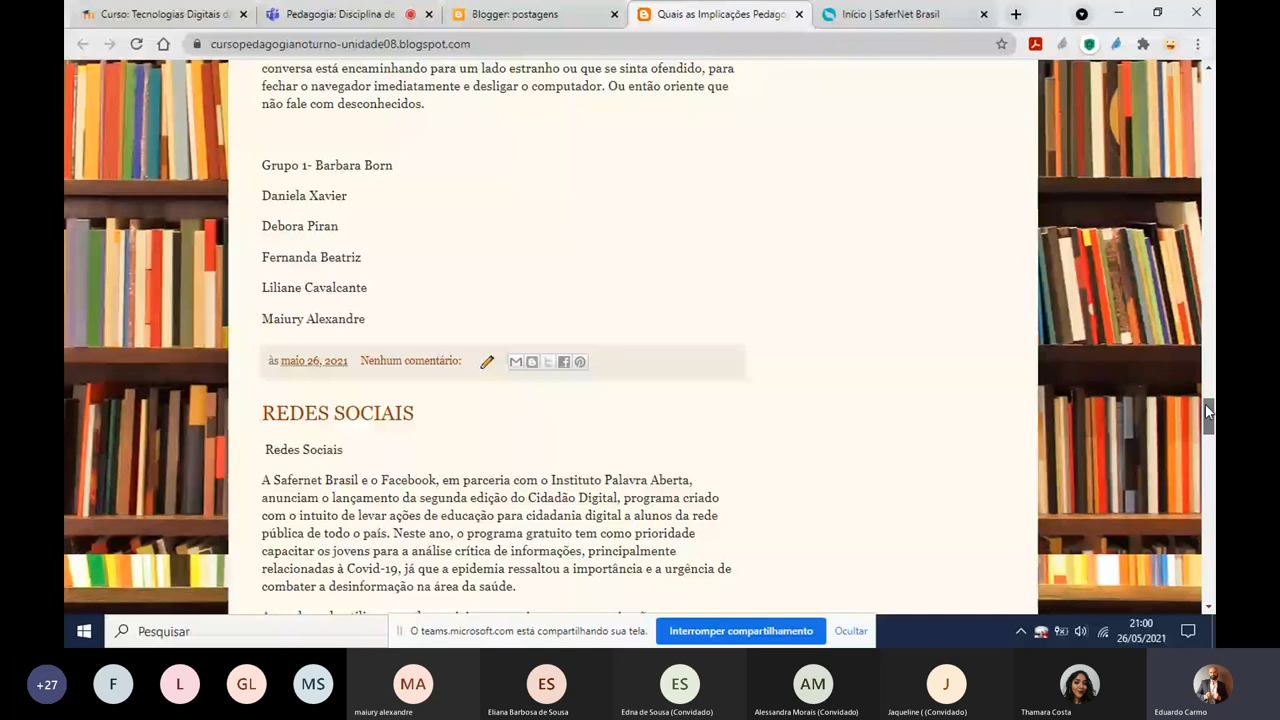 Curso: Tecnologias Digitais da
Pedagogia: Disciplina de
Blogger: postagens
Quais as Implicações Pedago
Início | SaferNet Brasil
cursopedagogianoturno-unidade08.blogspot.com
conversa está encaminhando para um lado estranho ou que se sinta ofendido, para
fechar o navegador imediatamente e desligar o computador. Ou então oriente que
não fale com desconhecidos.
Grupo 1- Barbara Born
Daniela Xavier
Debora Piran
Fernanda Beatriz
Liliane Cavalcante
Maiury Alexandre
às maio 26, 2021 Nenhum comentário:
REDES SOCIAIS
Redes Sociais
A Safernet Brasil e o Facebook, em parceria com o Instituto Palavra Aberta,
anunciam o lançamento da segunda edição do Cidadão Digital, programa criado
com o intuito de levar ações de educação para cidadania digital a alunos da rede
pública de todo o país. Neste ano, o programa gratuito tem como prioridade
capacitar os jovens para a análise crítica de informações, principalmente
relacionadas à Covid-19, já que a epidemia ressaltou a importância e a urgência de
combater a desinformação na área da saúde.
Pesquisar
O teams.microsoft.com está compartilhando sua tela.
Interromper compartilhamento
Ocultar
21:00
26/05/2021
+27
F
L
GL
MS
MA
ES
ES
AM
J
maiury alexandre
Eliana Barbosa de Sousa
Edna de Sousa (Convidado)
Alessandra Morais (Convidado)
Jaqueline ( (Convidado)
Thamara Costa
Eduardo Carmo